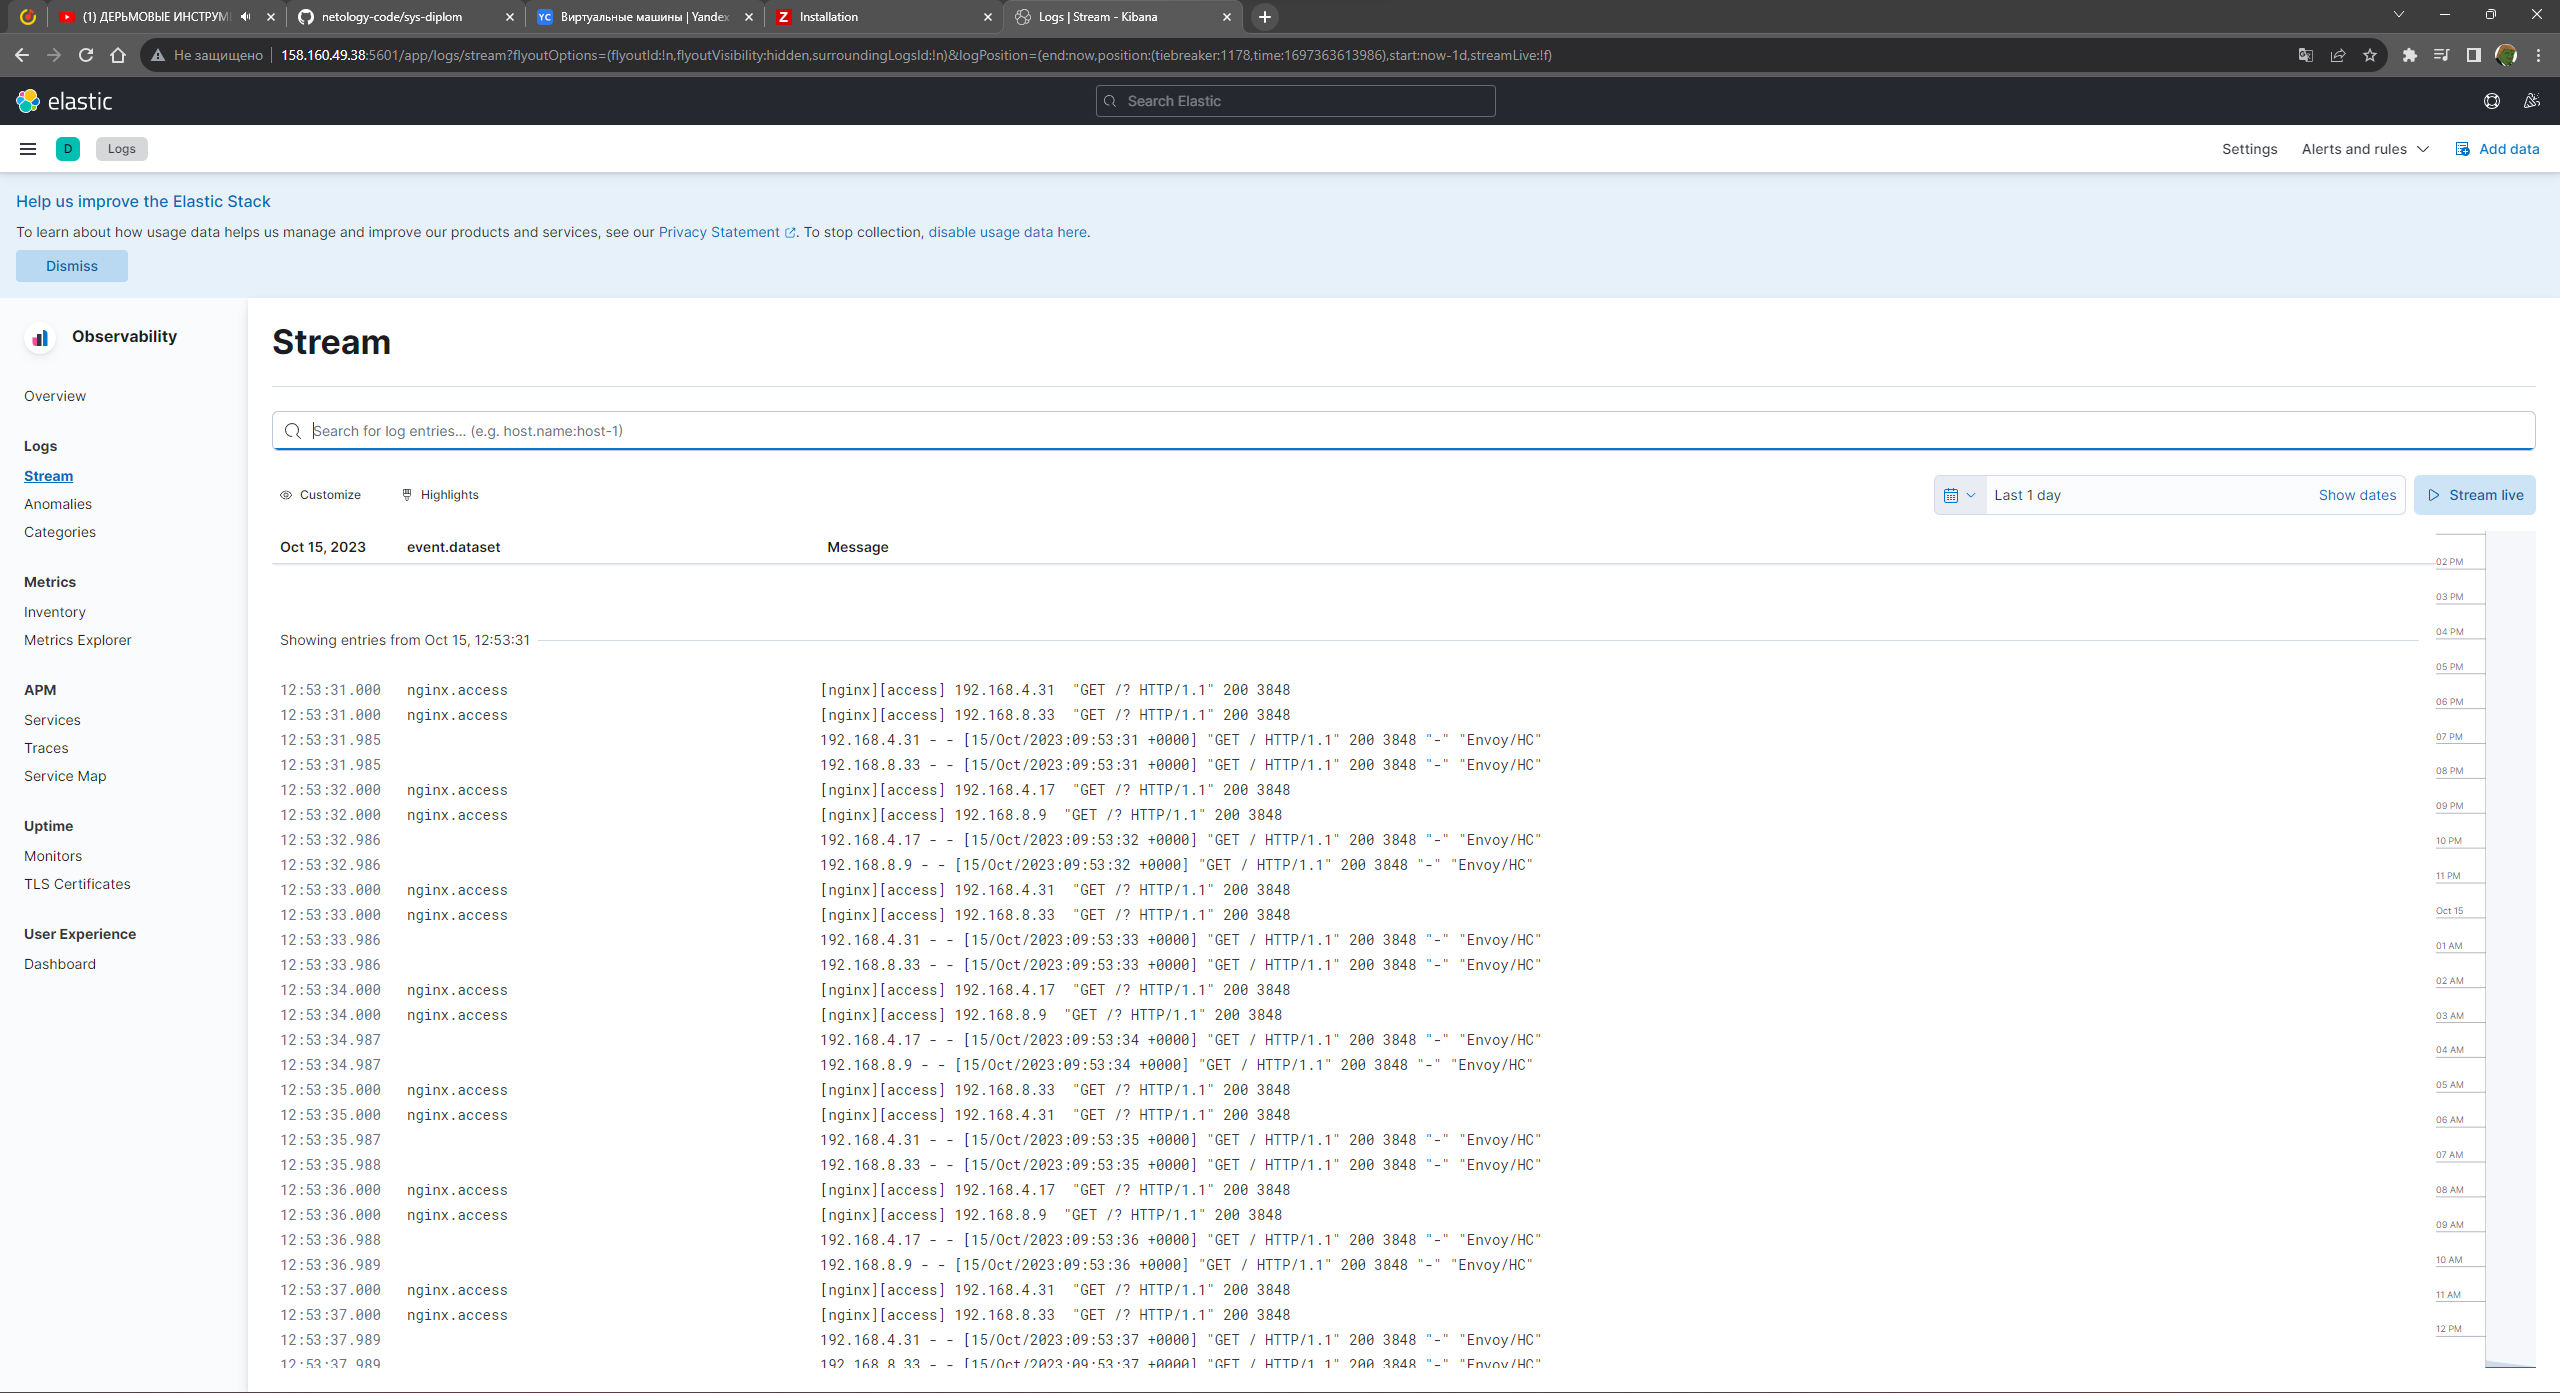 (1) ДЕРЬМОВЫЕ ИНСТРУМ
netology-code/sys-diplom
Виртуальные машины | Yandex
Installation
Logs | Stream - Kibana
Не защищено
158.160.49.38:5601/app/logs/stream?flyoutOptions=(flyoutId:!n,flyoutVisibility:hidden,surroundingLogsId:!n)&logPosition=(end:now,position:(tiebreaker:1178,time:1697363613986),start:now-1d,streamLive:!f)
elastic
Search Elastic
D
Logs
Settings
Alerts and rules
Add data
Help us improve the Elastic Stack
To learn about how usage data helps us manage and improve our products and services, see our Privacy Statement. To stop collection, disable usage data here.
Dismiss
Observability
Overview
Logs
Stream
Anomalies
Categories
Metrics
Inventory
Metrics Explorer
APM
Services
Traces
Service Map
Uptime
Monitors
TLS Certificates
User Experience
Dashboard
Stream
Search for log entries... (e.g. host.name:host-1)
Customize
Highlights
Last 1 day
Show dates
Stream live
Oct 15, 2023 event.dataset Message
Showing entries from Oct 15, 12:53:31
12:53:31.000 nginx.access [nginx][access] 192.168.4.31 "GET /? HTTP/1.1" 200 3848
12:53:31.000 nginx.access [nginx][access] 192.168.8.33 "GET /? HTTP/1.1" 200 3848
12:53:31.985 192.168.4.31 - - [15/Oct/2023:09:53:31 +0000] "GET / HTTP/1.1" 200 3848 "-" "Envoy/HC"
12:53:31.985 192.168.8.33 - - [15/Oct/2023:09:53:31 +0000] "GET / HTTP/1.1" 200 3848 "-" "Envoy/HC"
12:53:32.000 nginx.access [nginx][access] 192.168.4.17 "GET /? HTTP/1.1" 200 3848
12:53:32.000 nginx.access [nginx][access] 192.168.8.9 "GET /? HTTP/1.1" 200 3848
12:53:32.986 192.168.4.17 - - [15/Oct/2023:09:53:32 +0000] "GET / HTTP/1.1" 200 3848 "-" "Envoy/HC"
12:53:32.986 192.168.8.9 - - [15/Oct/2023:09:53:32 +0000] "GET / HTTP/1.1" 200 3848 "-" "Envoy/HC"
12:53:33.000 nginx.access [nginx][access] 192.168.4.31 "GET /? HTTP/1.1" 200 3848
12:53:33.000 nginx.access [nginx][access] 192.168.8.33 "GET /? HTTP/1.1" 200 3848
12:53:33.986 192.168.4.31 - - [15/Oct/2023:09:53:33 +0000] "GET / HTTP/1.1" 200 3848 "-" "Envoy/HC"
12:53:33.986 192.168.8.33 - - [15/Oct/2023:09:53:33 +0000] "GET / HTTP/1.1" 200 3848 "-" "Envoy/HC"
12:53:34.000 nginx.access [nginx][access] 192.168.4.17 "GET /? HTTP/1.1" 200 3848
12:53:34.000 nginx.access [nginx][access] 192.168.8.9 "GET /? HTTP/1.1" 200 3848
12:53:34.987 192.168.4.17 - - [15/Oct/2023:09:53:34 +0000] "GET / HTTP/1.1" 200 3848 "-" "Envoy/HC"
12:53:34.987 192.168.8.9 - - [15/Oct/2023:09:53:34 +0000] "GET / HTTP/1.1" 200 3848 "-" "Envoy/HC"
12:53:35.000 nginx.access [nginx][access] 192.168.8.33 "GET /? HTTP/1.1" 200 3848
12:53:35.000 nginx.access [nginx][access] 192.168.4.31 "GET /? HTTP/1.1" 200 3848
12:53:35.987 192.168.4.31 - - [15/Oct/2023:09:53:35 +0000] "GET / HTTP/1.1" 200 3848 "-" "Envoy/HC"
12:53:35.988 192.168.8.33 - - [15/Oct/2023:09:53:35 +0000] "GET / HTTP/1.1" 200 3848 "-" "Envoy/HC"
12:53:36.000 nginx.access [nginx][access] 192.168.4.17 "GET /? HTTP/1.1" 200 3848
12:53:36.000 nginx.access [nginx][access] 192.168.8.9 "GET /? HTTP/1.1" 200 3848
12:53:36.988 192.168.4.17 - - [15/Oct/2023:09:53:36 +0000] "GET / HTTP/1.1" 200 3848 "-" "Envoy/HC"
12:53:36.989 192.168.8.9 - - [15/Oct/2023:09:53:36 +0000] "GET / HTTP/1.1" 200 3848 "-" "Envoy/HC"
12:53:37.000 nginx.access [nginx][access] 192.168.4.31 "GET /? HTTP/1.1" 200 3848
12:53:37.000 nginx.access [nginx][access] 192.168.8.33 "GET /? HTTP/1.1" 200 3848
12:53:37.989 192.168.4.31 - - [15/Oct/2023:09:53:37 +0000] "GET / HTTP/1.1" 200 3848 "-" "Envoy/HC"
12:53:37.989 192.168.8.33 - - [15/Oct/2023:09:53:37 +0000] "GET / HTTP/1.1" 200 3848 "-" "Envoy/HC"
02 PM
03 PM
04 PM
05 PM
06 PM
07 PM
08 PM
09 PM
10 PM
11 PM
Oct 15
01 AM
02 AM
03 AM
04 AM
05 AM
06 AM
07 AM
08 AM
09 AM
10 AM
11 AM
12 PM